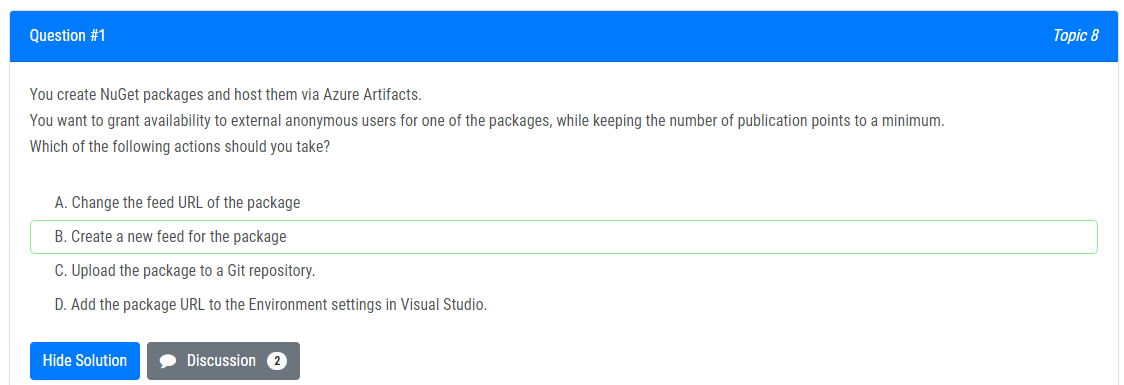 Question #1
Topic 8
You create NuGet packages and host them via Azure Artifacts.
You want to grant availability to external anonymous users for one of the packages, while keeping the number of publication points to a minimum.
Which of the following actions should you take?
A. Change the feed URL of the package
B. Create a new feed for the package
C. Upload the package to a Git repository.
D. Add the package URL to the Environment settings in Visual Studio.
Hide Solution
Discussion 2